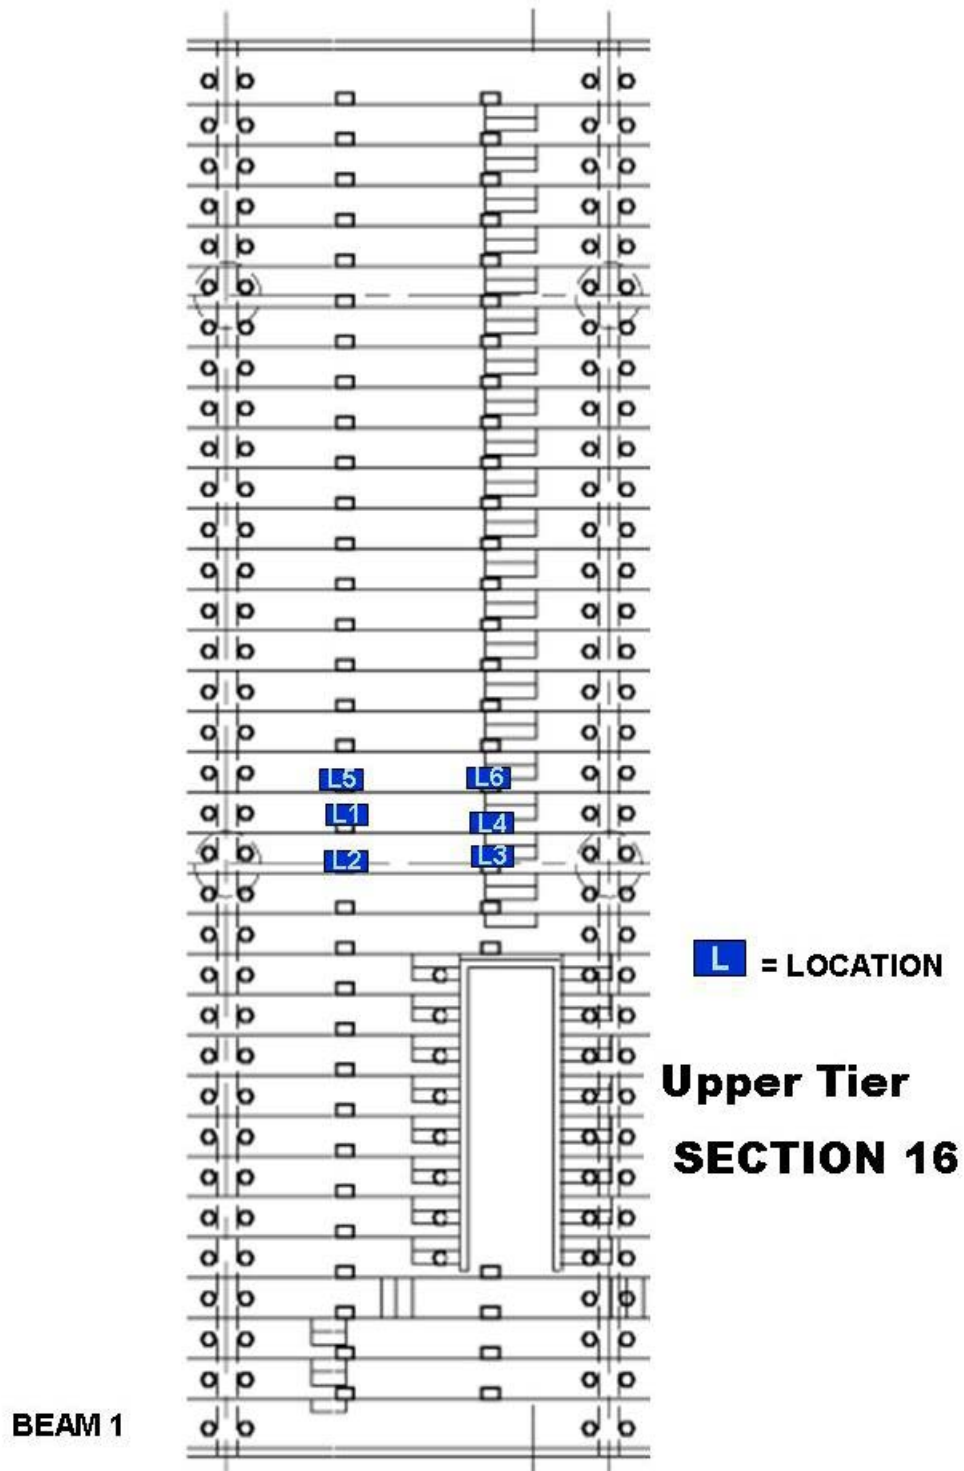 L5 L6
L1 L4
L2 L3
L = LOCATION
Upper Tier
SECTION 16
BEAM 1